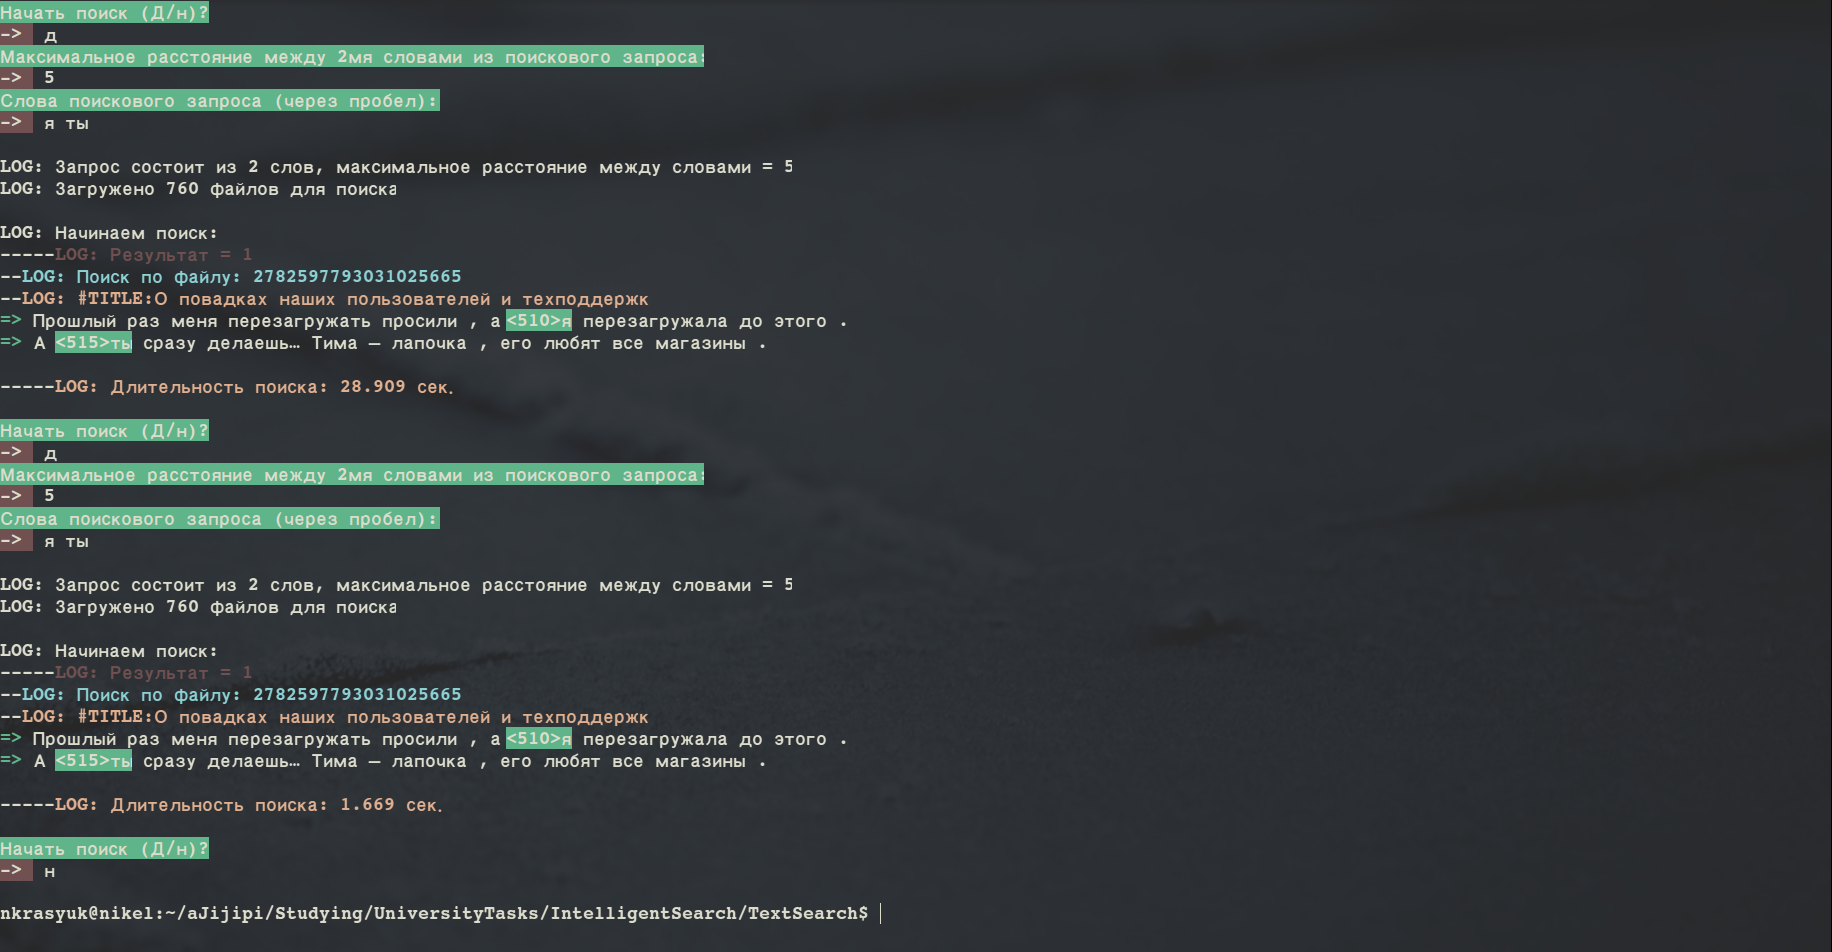 Начать поиск (Д/н)?
->  д
Максимальное расстояние между 2мя словами из поискового запроса:
->  5
Слова поискового запроса (через пробел):
->  я ты
LOG: Запрос состоит из 2 слов, максимальное расстояние между словами = 5
LOG: Загружено 760 файлов для поиска
LOG: Начинаем поиск:
-----LOG: Результат = 1
--LOG: Поиск по файлу: 2782597793031025665
--LOG: #TITLE:О повадках наших пользователей и техподдержк
=> Прошлый раз меня перезагружать просили , а <510>я перезагружала до этого .
=> А <515>ты сразу делаешь… Тима — лапочка , его любят все магазины .
-----LOG: Длительность поиска: 28.909 сек.
Начать поиск (Д/н)?
->  д
Максимальное расстояние между 2мя словами из поискового запроса:
->  5
Слова поискового запроса (через пробел):
->  я ты
LOG: Запрос состоит из 2 слов, максимальное расстояние между словами = 5
LOG: Загружено 760 файлов для поиска
LOG: Начинаем поиск:
-----LOG: Результат = 1
--LOG: Поиск по файлу: 2782597793031025665
--LOG: #TITLE:О повадках наших пользователей и техподдержк
=> Прошлый раз меня перезагружать просили , а <510>я перезагружала до этого .
=> А <515>ты сразу делаешь… Тима — лапочка , его любят все магазины .
-----LOG: Длительность поиска: 1.669 сек.
Начать поиск (Д/н)?
->  н
nkrasyuk@nikel:~/aJijipi/Studying/UniversityTasks/IntelligentSearch/TextSearch$